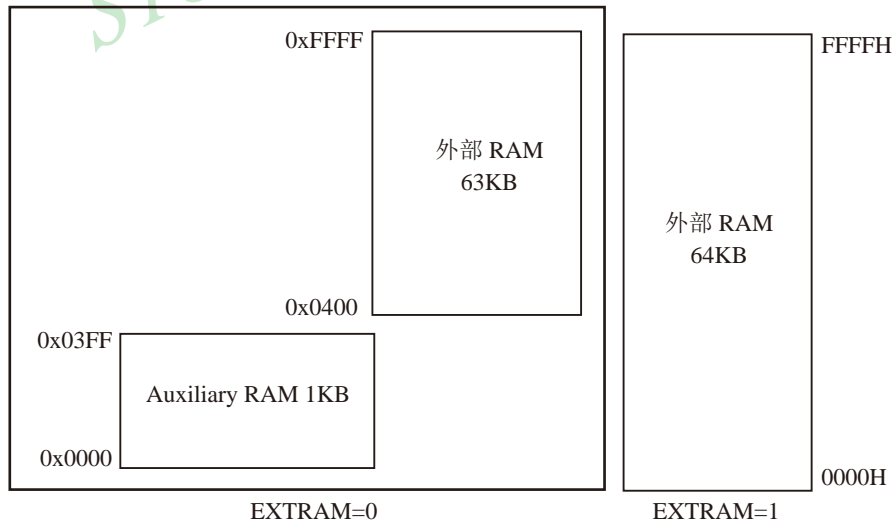 0xFFFF
外部 RAM
63KB
0x0400
0x03FF
Auxiliary RAM 1KB
0x0000
EXTRAM=0
FFFFH
外部 RAM
64KB
0000H
EXTRAM=1